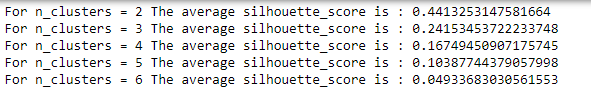 For n_clusters = 2 The average silhouette_score is : 0.4413253147581664
For n_clusters = 3 The average silhouette_score is : 0.24153453722233748
For n_clusters = 4 The average silhouette_score is : 0.16749450907175745
For n_clusters = 5 The average silhouette_score is : 0.10387744379057998
For n_clusters = 6 The average silhouette_score is : 0.04933683030561553